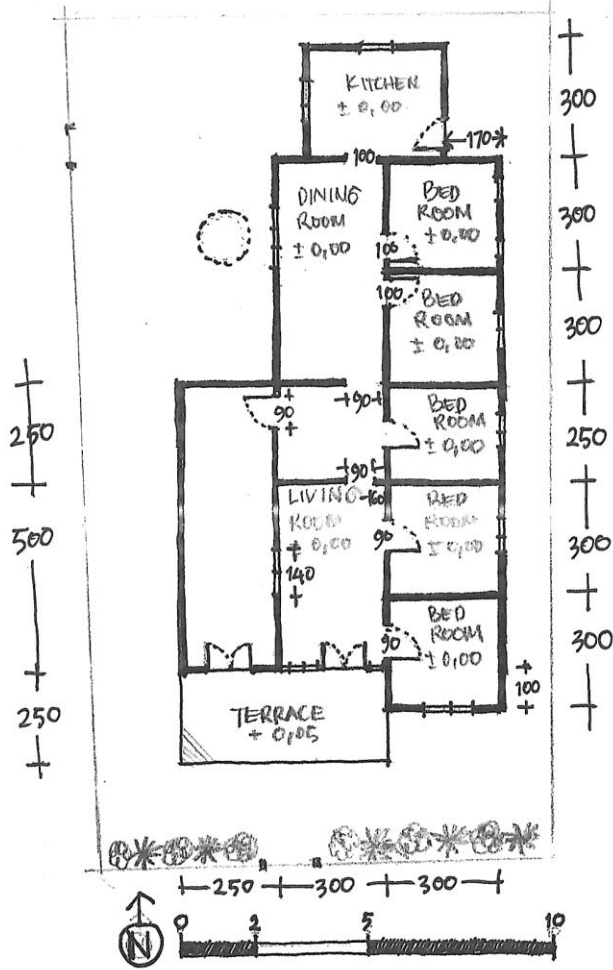 KITCHEN
± 0,00
300
170
100
DINING
ROOM
± 0,00
BED
ROOM
± 0,00
300
100
100
BED
ROOM
± 0,00
300
250
90
90
BED
ROOM
± 0,00
250
90
LIVING
ROOM
± 0,00
160
BED
ROOM
± 0,00
300
500
90
140
BED
ROOM
± 0,00
300
90
100
250
TERRACE
+ 0,05
250
300
300
N
0
2
5
10